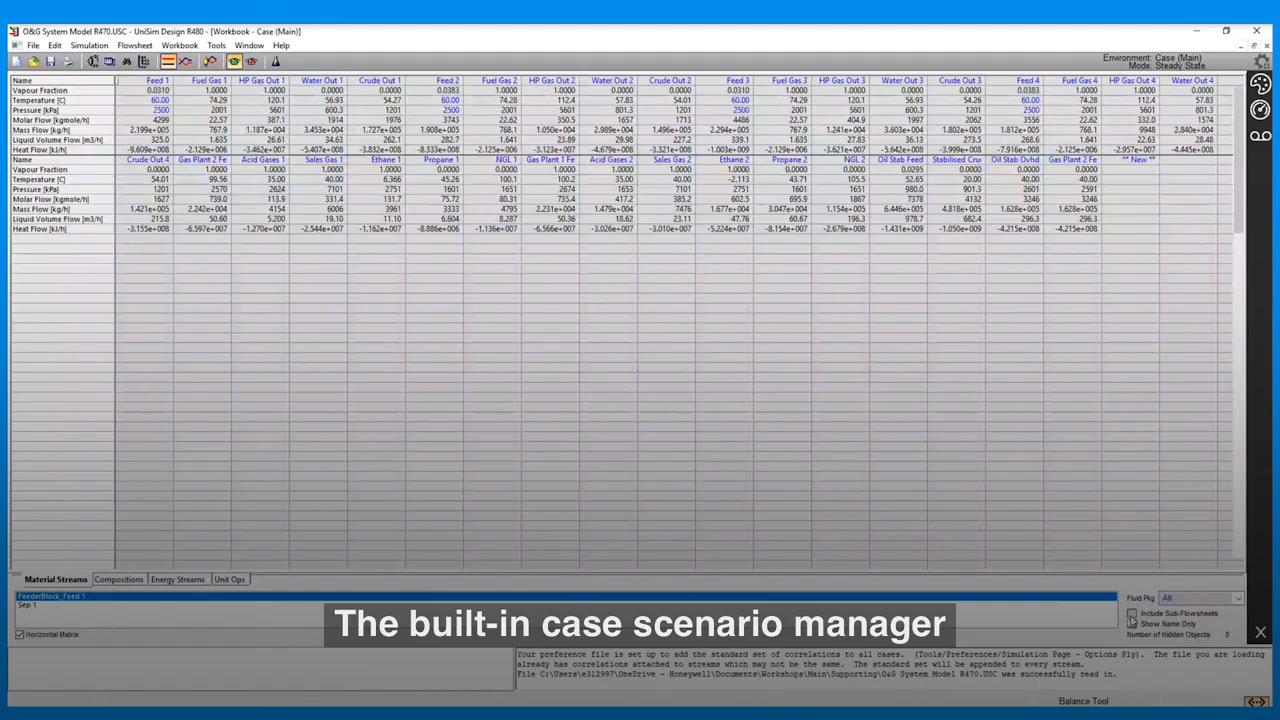 O&G System Model R470.USC - UniSim Design R480 - [Workbook - Case (Main)]
File Edit Simulation Flowsheet Workbook Tools Window Help
Environment: Case (Main)
Mode: Steady State
Name Feed 1 Fuel Gas 1 HP Gas Out 1 Water Out 1 Crude Out 1 Feed 2 Fuel Gas 2 HP Gas Out 2 Water Out 2 Crude Out 2 Feed 3 Fuel Gas 3 HP Gas Out 3 Water Out 3 Crude Out 3 Feed 4 Fuel Gas 4 HP Gas Out 4 Water Out 4
Vapour Fraction 0.0310 1.0000 1.0000 0.0000 0.0000 0.0383 1.0000 1.0000 0.0000 0.0000 0.0310 1.0000 1.0000 0.0000 0.0000 0.0383 1.0000 1.0000 0.0000
Temperature [C] 60.00 74.29 120.1 56.93 54.27 60.00 74.28 112.4 57.83 54.01 60.00 74.29 120.1 56.93 54.26 60.00 74.28 112.4 57.83
Pressure [kPa] 2500 2001 5601 600.3 1201 2500 2001 5601 801.3 1201 2500 2001 5601 600.3 1201 2500 2001 5601 801.3
Molar Flow [kgmole/h] 4299 22.57 387.1 1914 1976 3743 22.62 350.5 1657 1713 4486 22.57 404.9 1997 2062 3556 22.62 332.0 1574
Mass Flow [kg/h] 2.199e+005 767.9 1.187e+004 3.453e+004 1.727e+005 1.908e+005 768.1 1.050e+004 2.989e+004 1.496e+005 2.294e+005 767.9 1.241e+004 3.603e+004 1.802e+005 1.812e+005 768.1 9948 2.840e+004
Liquid Volume Flow [m3/h] 325.0 1.635 26.61 34.63 262.1 282.7 1.641 23.89 29.98 227.2 339.1 1.635 27.83 36.13 273.5 268.6 1.641 22.63 28.48
Heat Flow [kJ/h] -9.609e+008 -2.129e+006 -3.462e+007 -5.407e+008 -3.832e+008 -8.333e+008 -2.125e+006 -3.123e+007 -4.679e+008 -3.321e+008 -1.003e+009 -2.129e+006 -3.621e+007 -5.642e+008 -3.999e+008 -7.916e+008 -2.125e+006 -2.957e+007 -4.445e+008
Name Crude Out 4 Gas Plant 2 Fe Acid Gases 1 Sales Gas 1 Ethane 1 Propane 1 NGL 1 Gas Plant 1 Fe Acid Gases 2 Sales Gas 2 Ethane 2 Propane 2 NGL 2 Oil Stab Feed Stabilised Cru Oil Stab Ovhd Gas Plant 2 Fe ** New **
Vapour Fraction 0.0000 1.0000 1.0000 1.0000 0.0000 0.0000 0.0000 1.0000 1.0000 1.0000 0.0000 0.0000 0.0000 0.0295 0.0000 0.0000 0.0000
Temperature [C] 54.01 99.56 35.00 40.00 6.366 45.26 100.1 100.2 35.00 40.00 -2.113 43.71 105.5 52.65 20.00 40.00 40.00
Pressure [kPa] 1201 2570 2624 7101 2751 1601 1651 2674 1653 7101 2751 1601 1651 980.0 901.3 2601 2591
Molar Flow [kgmole/h] 1627 739.0 113.9 331.4 131.7 75.72 80.31 735.4 417.2 385.2 602.5 695.9 1867 7378 4132 3246 3246
Mass Flow [kg/h] 1.421e+005 2.242e+004 4154 6006 3961 3333 4795 2.231e+004 1.479e+004 7476 1.677e+004 3.047e+004 1.154e+005 6.446e+005 4.818e+005 1.628e+005 1.628e+005
Liquid Volume Flow [m3/h] 215.8 50.60 5.200 19.10 11.10 6.604 8.287 50.36 18.62 23.11 47.76 60.67 196.3 978.7 682.4 296.3 296.3
Heat Flow [kJ/h] -3.155e+008 -6.597e+007 -1.270e+007 -2.544e+007 -1.162e+007 -8.886e+006 -1.136e+007 -6.566e+007 -3.026e+007 -3.010e+007 -5.224e+007 -8.154e+007 -2.679e+008 -1.431e+009 -1.050e+009 -4.215e+008 -4.215e+008
Material Streams Compositions Energy Streams Unit Ops
FeederBlock_Feed 1
Sep 1
Fluid Pkg All
Include Sub-Flowsheets
Show Name Only
Number of Hidden Objects: 0
Horizontal Matrix
The built-in case scenario manager
Your preference file is set up to add the standard set of correlations to all cases. (Tools/Preferences/Simulation Page - Options Ply). The file you are loading
already has correlations attached to streams which may not be the same. The standard set will be appended to every stream.
File C:\Users\e312997\OneDrive - Honeywell\Documents\Workshops\Main\Supporting\O&G System Model R470.USC was successfully read in.
Balance Tool